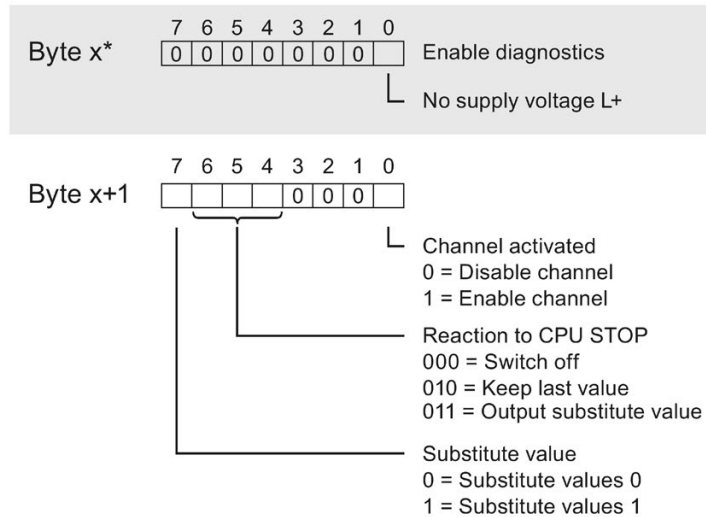 7 6 5 4 3 2 1 0
Byte x* 0 0 0 0 0 0 0 Enable diagnostics
No supply voltage L+
7 6 5 4 3 2 1 0
Byte x+1 0 0 0
Channel activated
0 = Disable channel
1 = Enable channel
Reaction to CPU STOP
000 = Switch off
010 = Keep last value
011 = Output substitute value
Substitute value
0 = Substitute values 0
1 = Substitute values 1